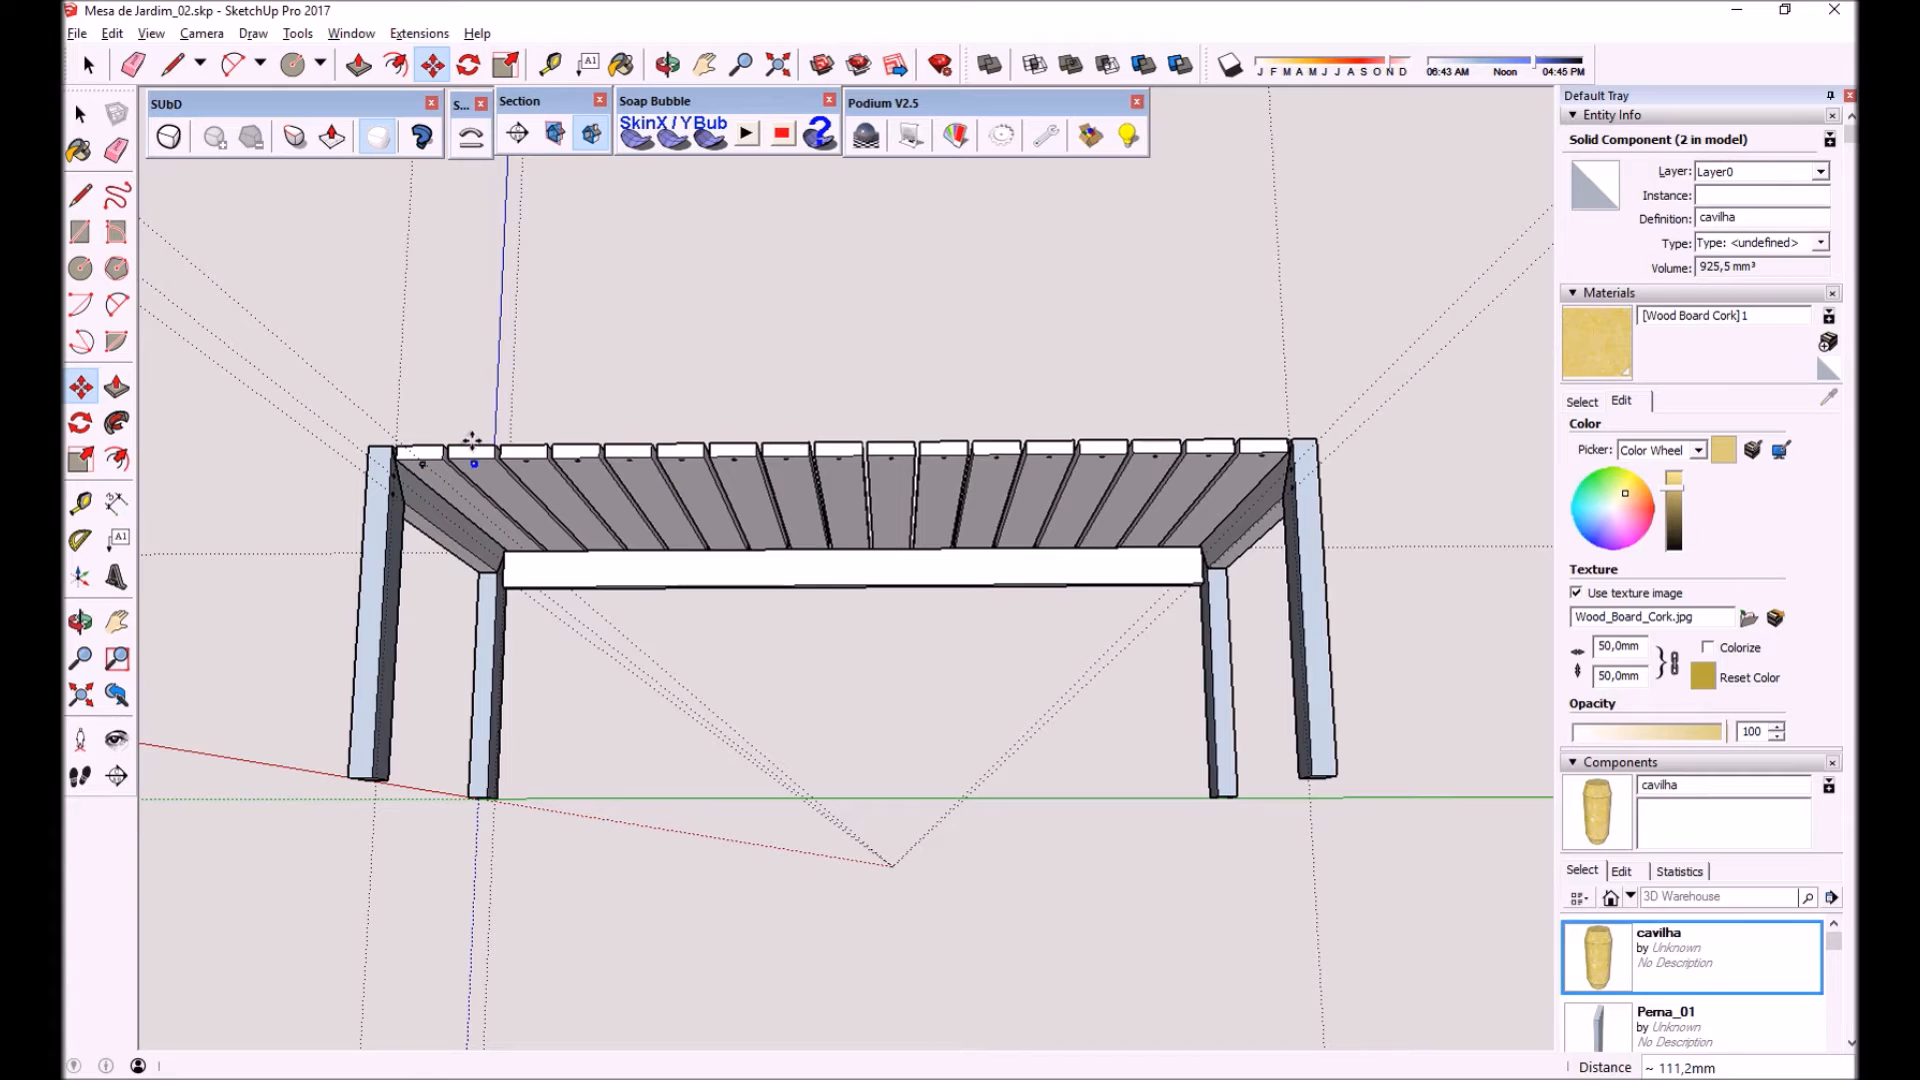 Mesa de Jardim_02.skp - SketchUp Pro 2017
File Edit View Camera Draw Tools Window Extensions Help
A1
J F M A M J J A S O N D
06:43 AM Noon 04:45 PM
SUbD
S...
Section
Soap Bubble
Podium V2.5
SkinX / YBub
A1
Default Tray
Entity Info
Solid Component (2 in model)
Layer: Layer0
Instance:
Definition: cavilha
Type: Type: <undefined>
Volume: 925,5 mm³
Materials
[Wood Board Cork]1
Select Edit
Color
Picker: Color Wheel
Texture
Use texture image
Wood_Board_Cork.jpg
50,0mm Colorize
50,0mm Reset Color
Opacity
100
Components
cavilha
Select Edit Statistics
3D Warehouse
cavilha
by Unknown
No Description
Perna_01
by Unknown
No Description
Distance ~ 111,2mm